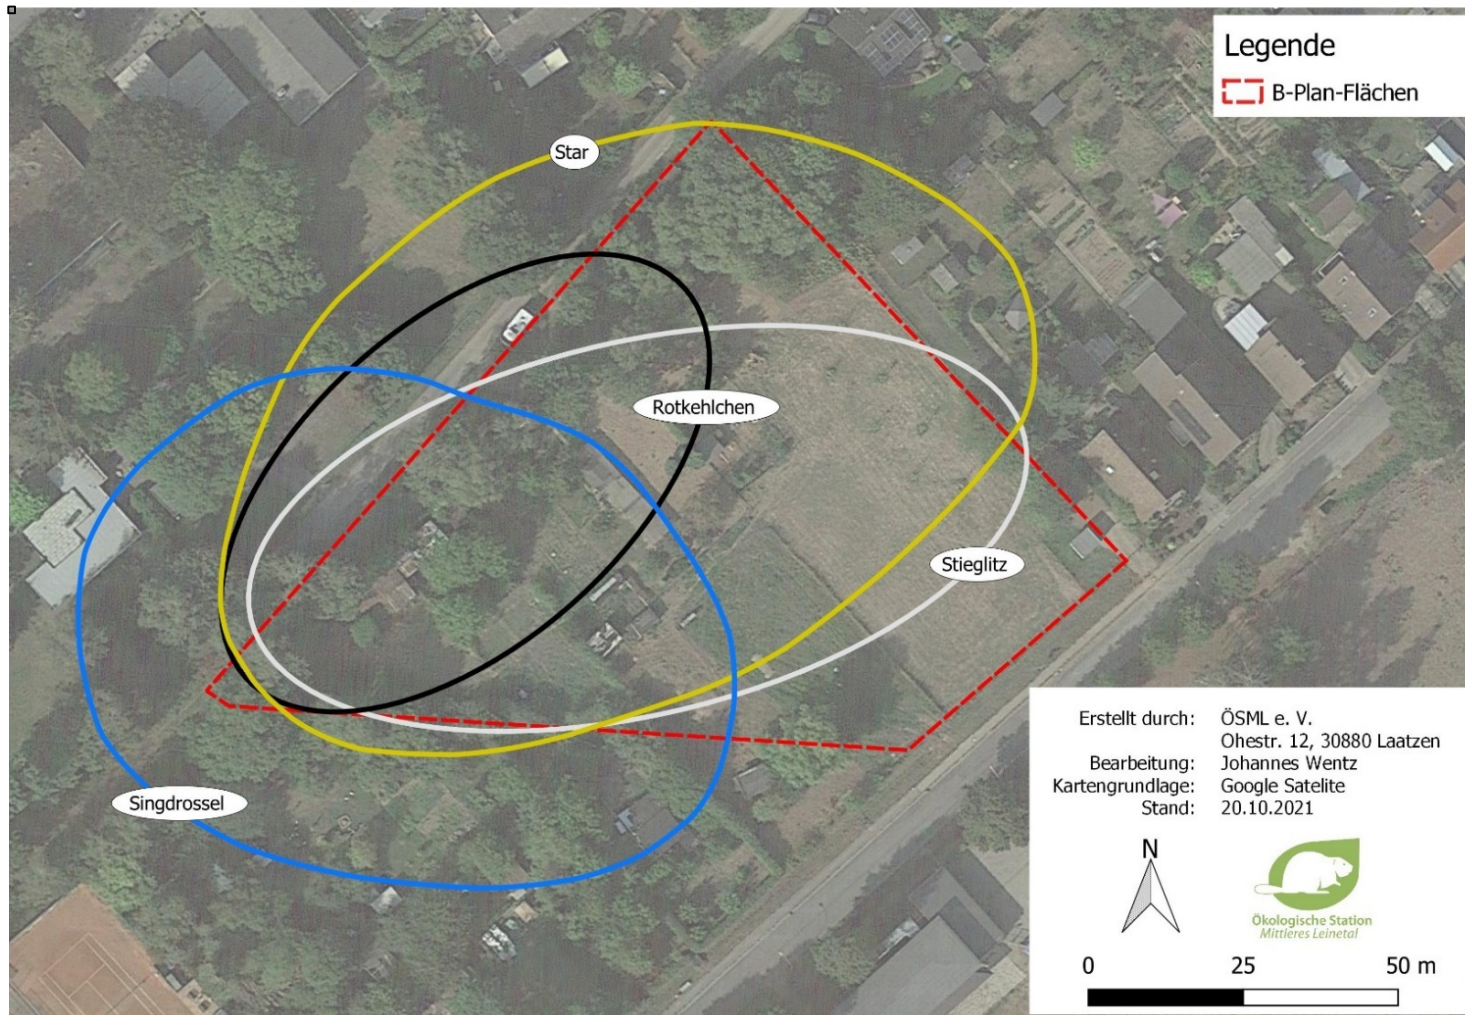 Legende
B-Plan-Flächen
Star
Rotkehlchen
Stieglitz
Singdrossel
Erstellt durch: ÖSML e. V.
Ohestr. 12, 30880 Laatzen
Bearbeitung: Johannes Wentz
Kartengrundlage: Google Satelite
Stand: 20.10.2021
N
Ökologische Station
Mittleres Leinetal
0 25 50 m